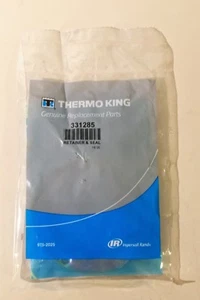 THERMO KING
Genuine Replacement Parts
331285
RETAINER & SEAL
Ingersoll-Rand